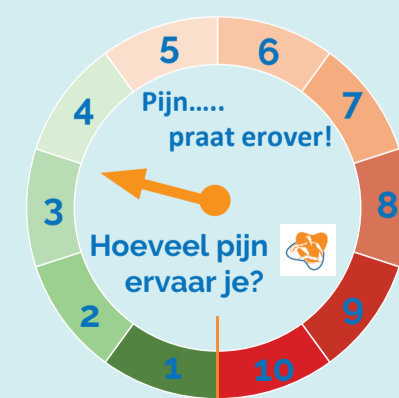 5 6
4 7
Pijn.....
praat erover!
3 8
Hoeveel pijn
ervaar je?
2 9
1 10